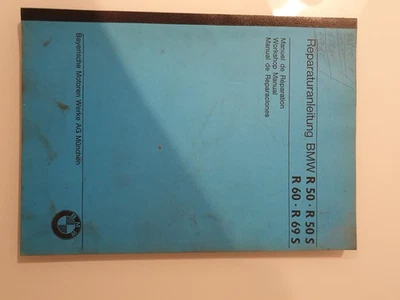 Reparaturanleitung BMW R 50 · R 50 S
R 60 · R 69 S
Manuel de Réparation
Workshop Manual
Manual de Reparaciones
Bayerische Motoren Werke AG München
BMW